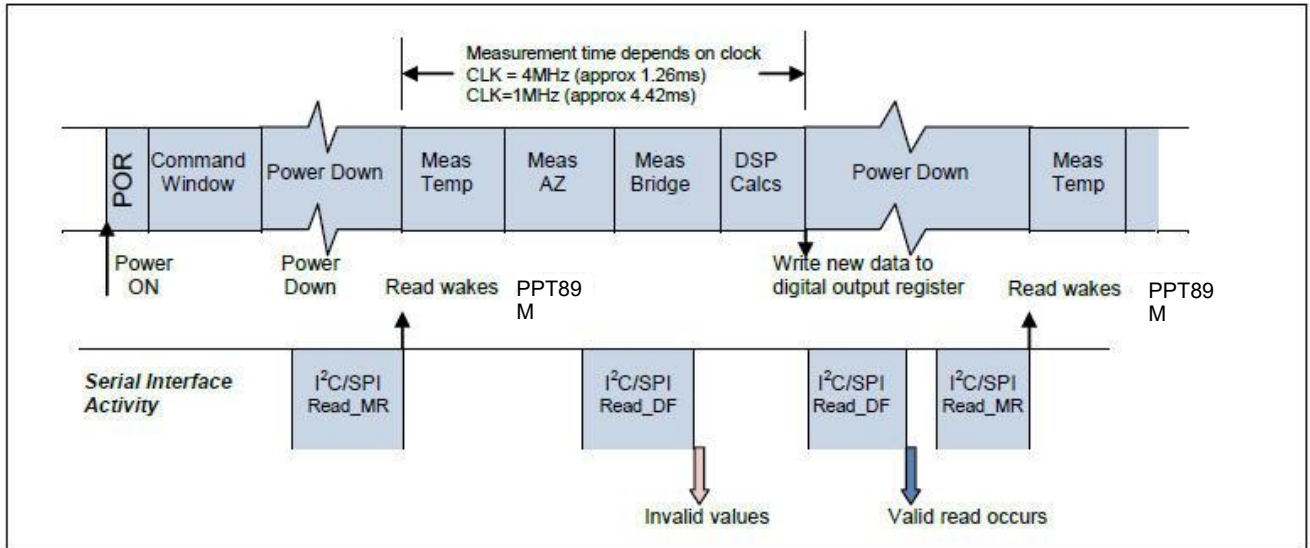 Measurement time depends on clock
CLK = 4MHz (approx 1.26ms)
CLK=1MHz (approx 4.42ms)
POR
Command
Window
Power Down
Meas
Temp
Meas
AZ
Meas
Bridge
DSP
Calcs
Power Down
Meas
Temp
Power
ON
Power
Down
Read wakes PPT89
M
Write new data to
digital output register
Read wakes PPT89
M
Serial Interface
Activity
I²C/SPI
Read_MR
I²C/SPI
Read_DF
I²C/SPI
Read_DF
I²C/SPI
Read_MR
Invalid values
Valid read occurs